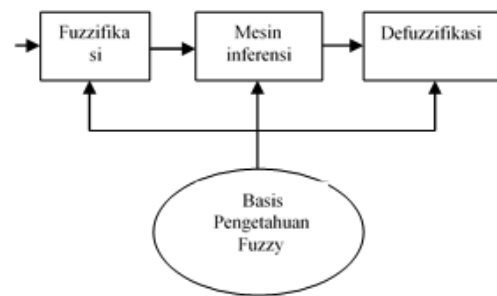 Fuzzifika
si
Mesin
inferensi
Defuzzifikasi
Basis
Pengetahuan
Fuzzy